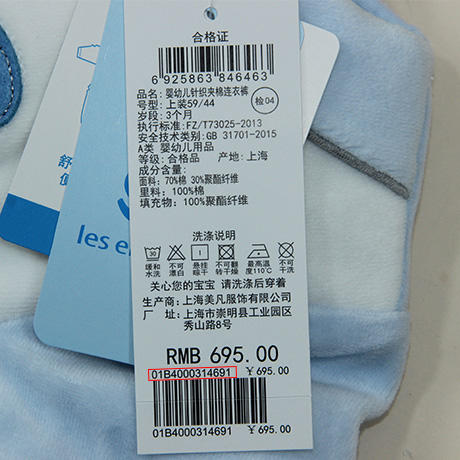 合格证
6 925863 846463
品名: 婴幼儿针织夹棉连衣裤
号型: 上装59/44
岁段: 3个月
检04
执行标准: FZ/T73025-2013
安全技术类别: GB 31701-2015
A类 婴幼儿用品
等级: 合格品 产地: 上海
成分含量:
面料: 70%棉 30%聚酯纤维
里料: 100%棉
填充物: 100%聚酯纤维
洗涤说明
缓和水洗 不可漂白 悬挂晾干 不可翻转干燥 最高温度110℃ 不可干洗
关心您的宝宝 请洗涤后穿着
生产商: 上海美凡服饰有限公司
厂 址: 上海市崇明县工业园区
秀山路8号
RMB 695.00
01B4000314691 ￥695.00
01B4000314691 ￥695.00
les en
舒